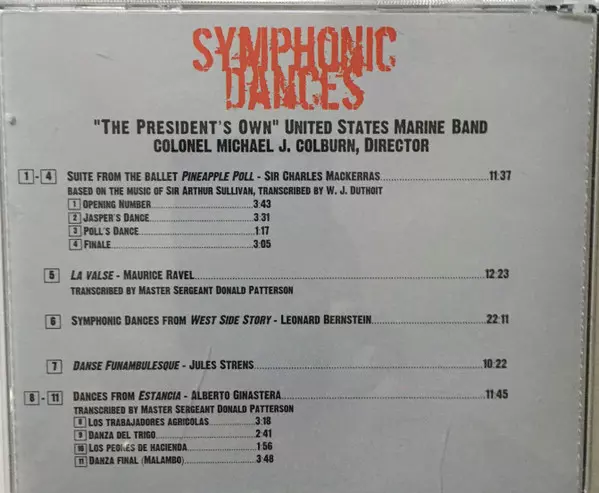 SYMPHONIC
DANCES
"THE PRESIDENT'S OWN" UNITED STATES MARINE BAND
COLONEL MICHAEL J. COLBURN, DIRECTOR
1-4 SUITE FROM THE BALLET PINEAPPLE POLL - SIR CHARLES MACKERRAS 11:37
BASED ON THE MUSIC OF SIR ARTHUR SULLIVAN, TRANSCRIBED BY W. J. DUTHOIT
1 OPENING NUMBER 3:43
2 JASPER'S DANCE 3:31
3 POLL'S DANCE 1:17
4 FINALE 3:05
5 LA VALSE - MAURICE RAVEL 12:23
TRANSCRIBED BY MASTER SERGEANT DONALD PATTERSON
6 SYMPHONIC DANCES FROM WEST SIDE STORY - LEONARD BERNSTEIN 22:11
7 DANSE FUNAMBULESQUE - JULES STRENS 10:22
8-11 DANCES FROM ESTANCIA - ALBERTO GINASTERA 11:45
TRANSCRIBED BY MASTER SERGEANT DONALD PATTERSON
8 LOS TRABAJADORES AGRICOLAS 3:18
9 DANZA DEL TRIGO 2:41
10 LOS PEONES DE HACIENDA 1:56
11 DANZA FINAL (MALAMBO) 3:48